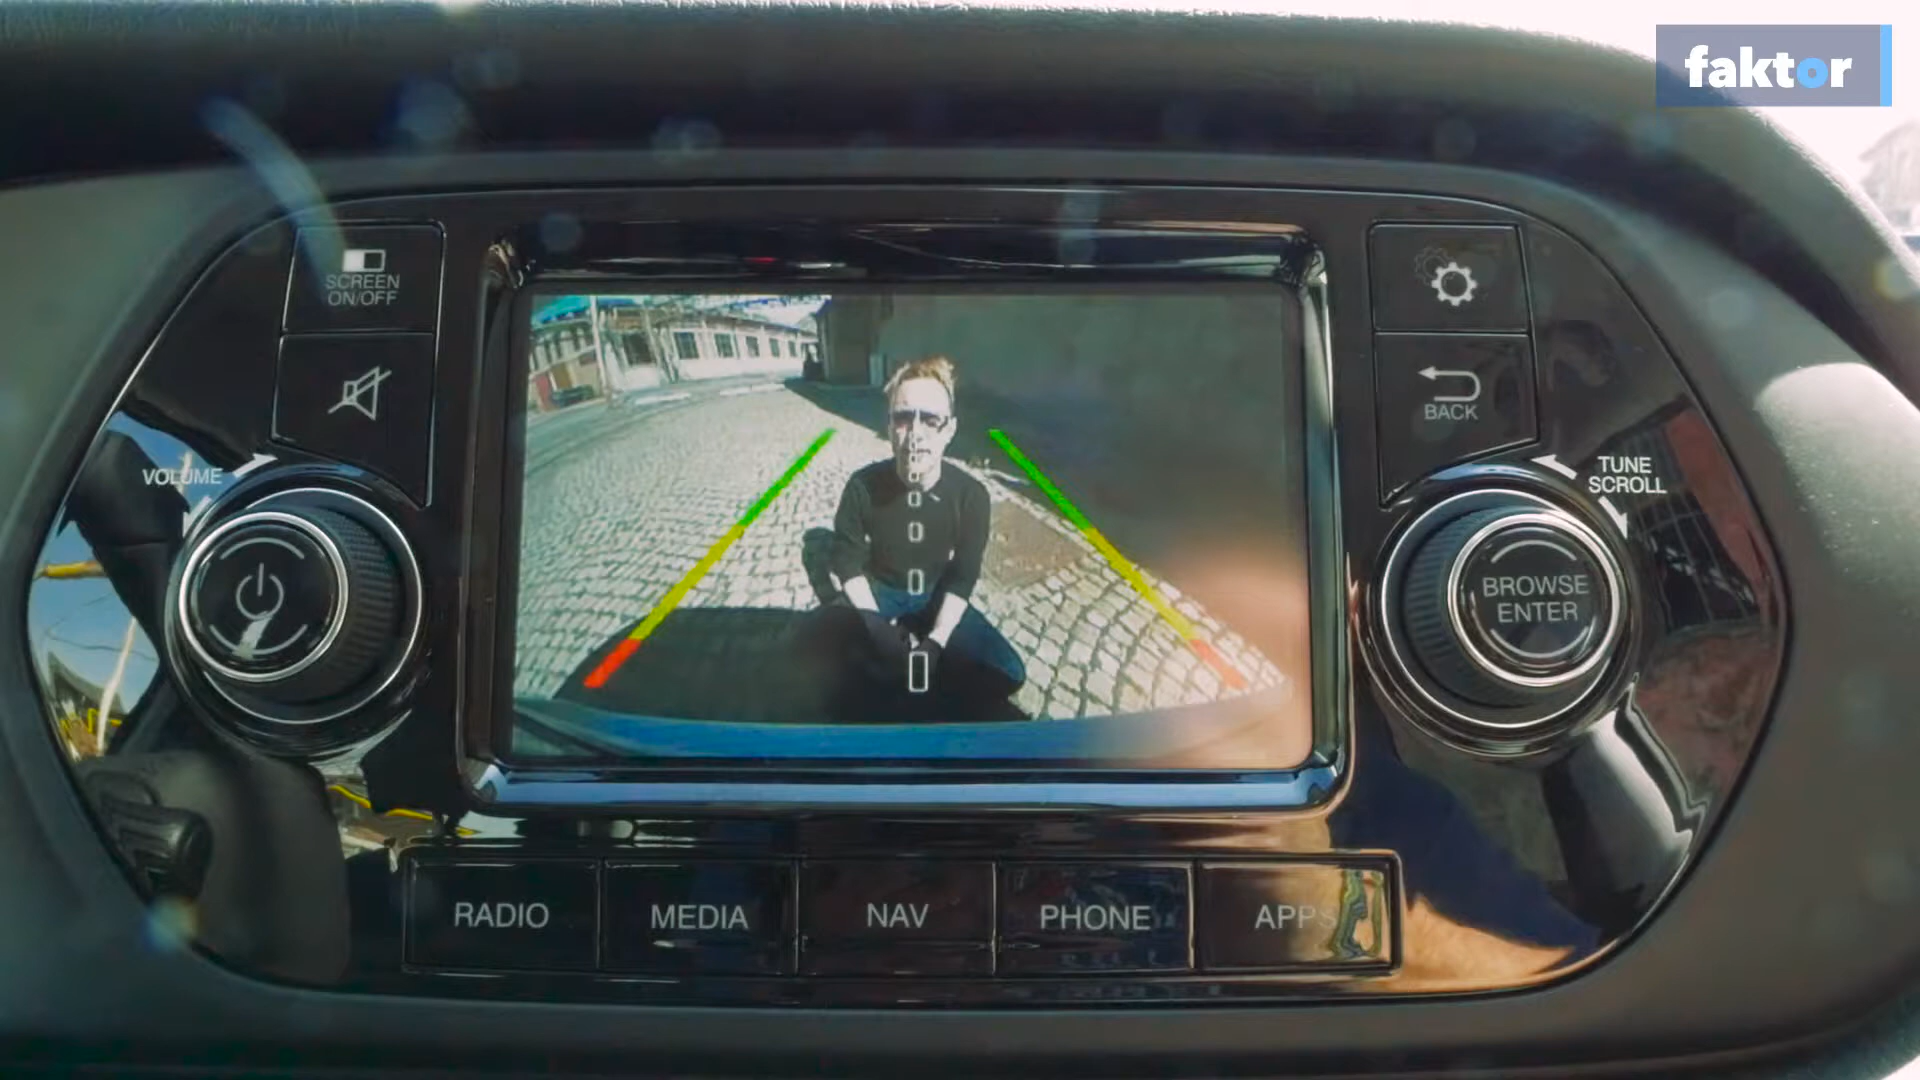 faktor
SCREEN
ON/OFF
VOLUME
BACK
TUNE
SCROLL
BROWSE
ENTER
RADIO
MEDIA
NAV
PHONE
APPS